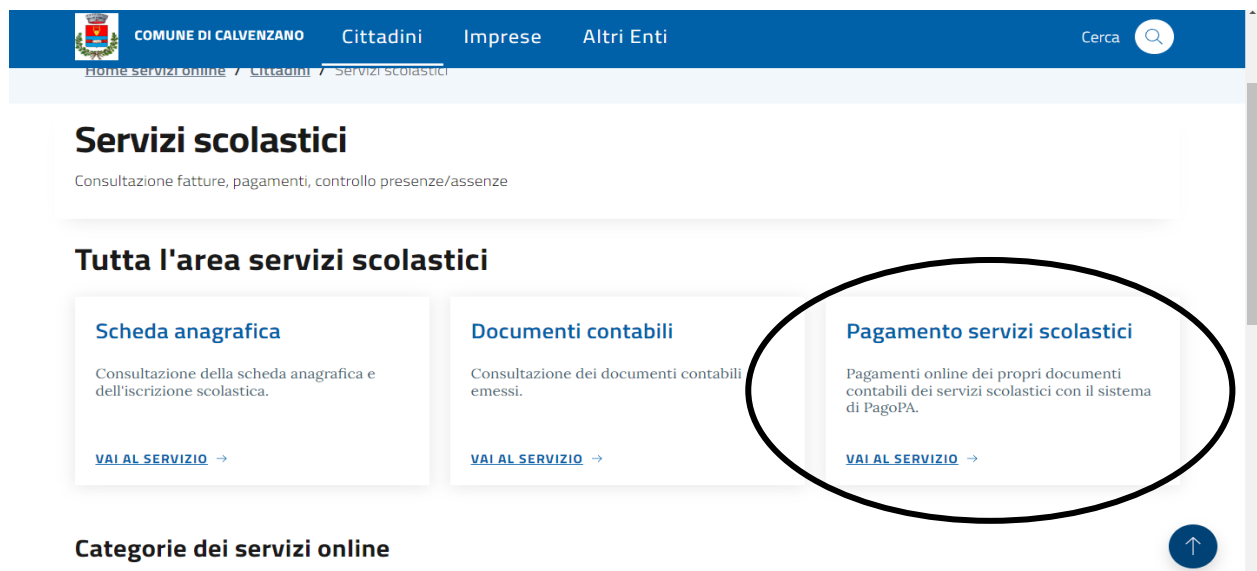 COMUNE DI CALVENZANO Cittadini Imprese Altri Enti Cerca
Home servizi online / Cittadini / Servizi scolastici
Servizi scolastici
Consultazione fatture, pagamenti, controllo presenze/assenze
Tutta l'area servizi scolastici
Scheda anagrafica
Consultazione della scheda anagrafica e
dell'iscrizione scolastica.
VAI AL SERVIZIO →
Documenti contabili
Consultazione dei documenti contabili
emessi.
VAI AL SERVIZIO →
Pagamento servizi scolastici
Pagamenti online dei propri documenti
contabili dei servizi scolastici con il sistema
di PagoPA.
VAI AL SERVIZIO →
Categorie dei servizi online